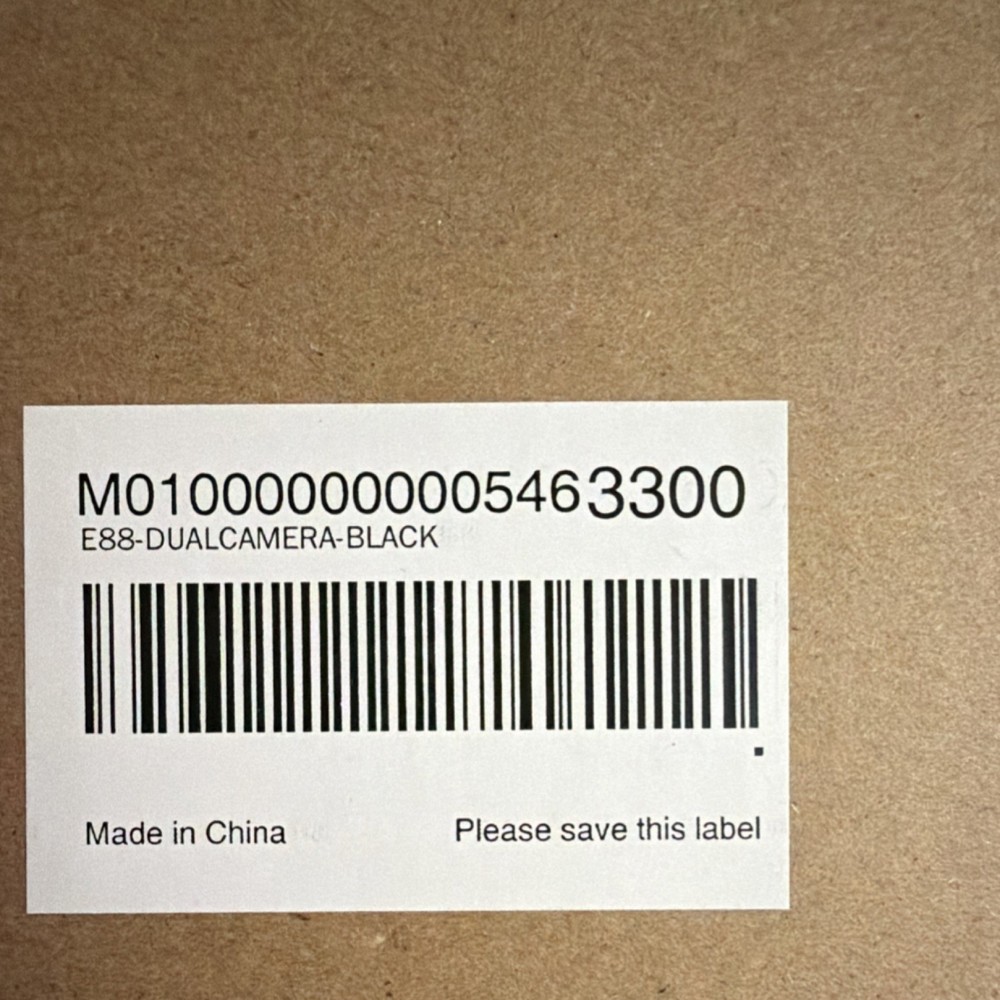 M010000000005463300
E88-DUALCAMERA-BLACK
Made in China
Please save this label